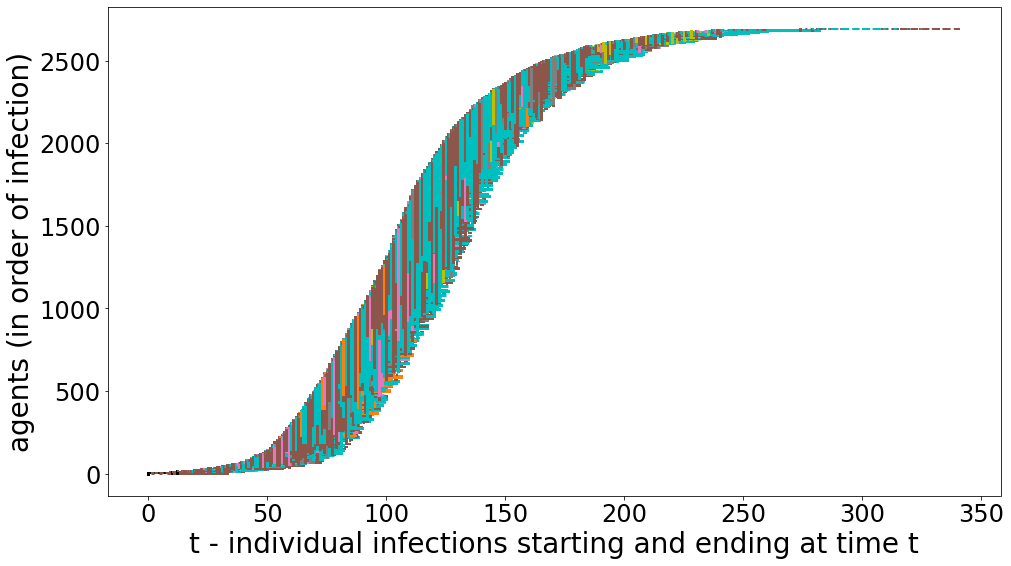 agents (in order of infection)
2500
2000
1500
1000
500
0
0 50 100 150 200 250 300 350
t - individual infections starting and ending at time t